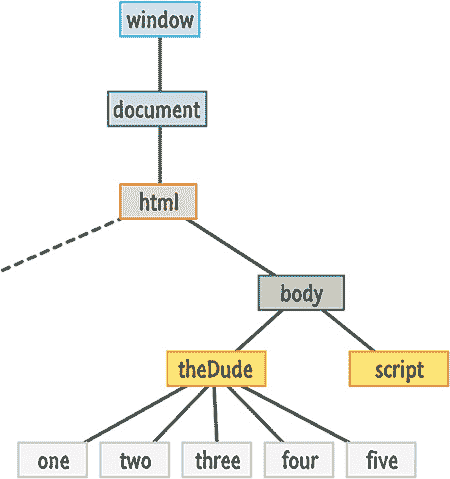 window
document
html
body
theDude
script
one
two
three
four
five